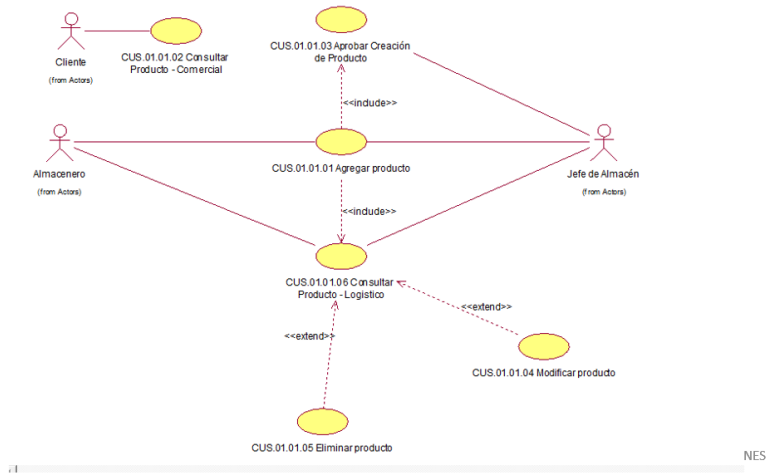 Cliente
(from Actors)
CUS.01.01.02 Consultar
Producto - Comercial
CUS.01.01.03 Aprobar Creación
de Producto
<<include>>
Almacenero
(from Actors)
CUS.01.01.01 Agregar producto
Jefe de Almacén
(from Actors)
<<include>>
CUS.01.01.06 Consultar
Producto - Logistico
<<extend>>
<<extend>>
CUS.01.01.04 Modificar producto
CUS.01.01.05 Eliminar producto
NES